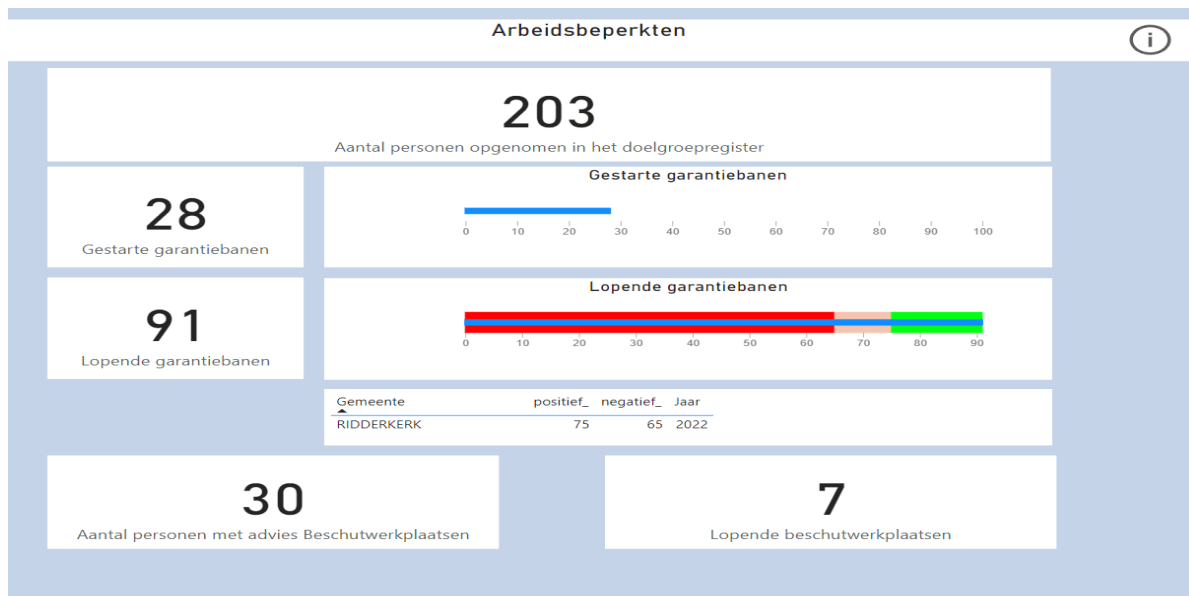 Arbeidsbeperkten
i
203
Aantal personen opgenomen in het doelgroepregister
28
Gestarte garantiebanen
Gestarte garantiebanen
0 10 20 30 40 50 60 70 80 90 100
91
Lopende garantiebanen
Lopende garantiebanen
0 10 20 30 40 50 60 70 80 90
Gemeente positief_ negatief_ Jaar
RIDDERKERK 75 65 2022
30
Aantal personen met advies Beschutwerkplaatsen
7
Lopende beschutwerkplaatsen